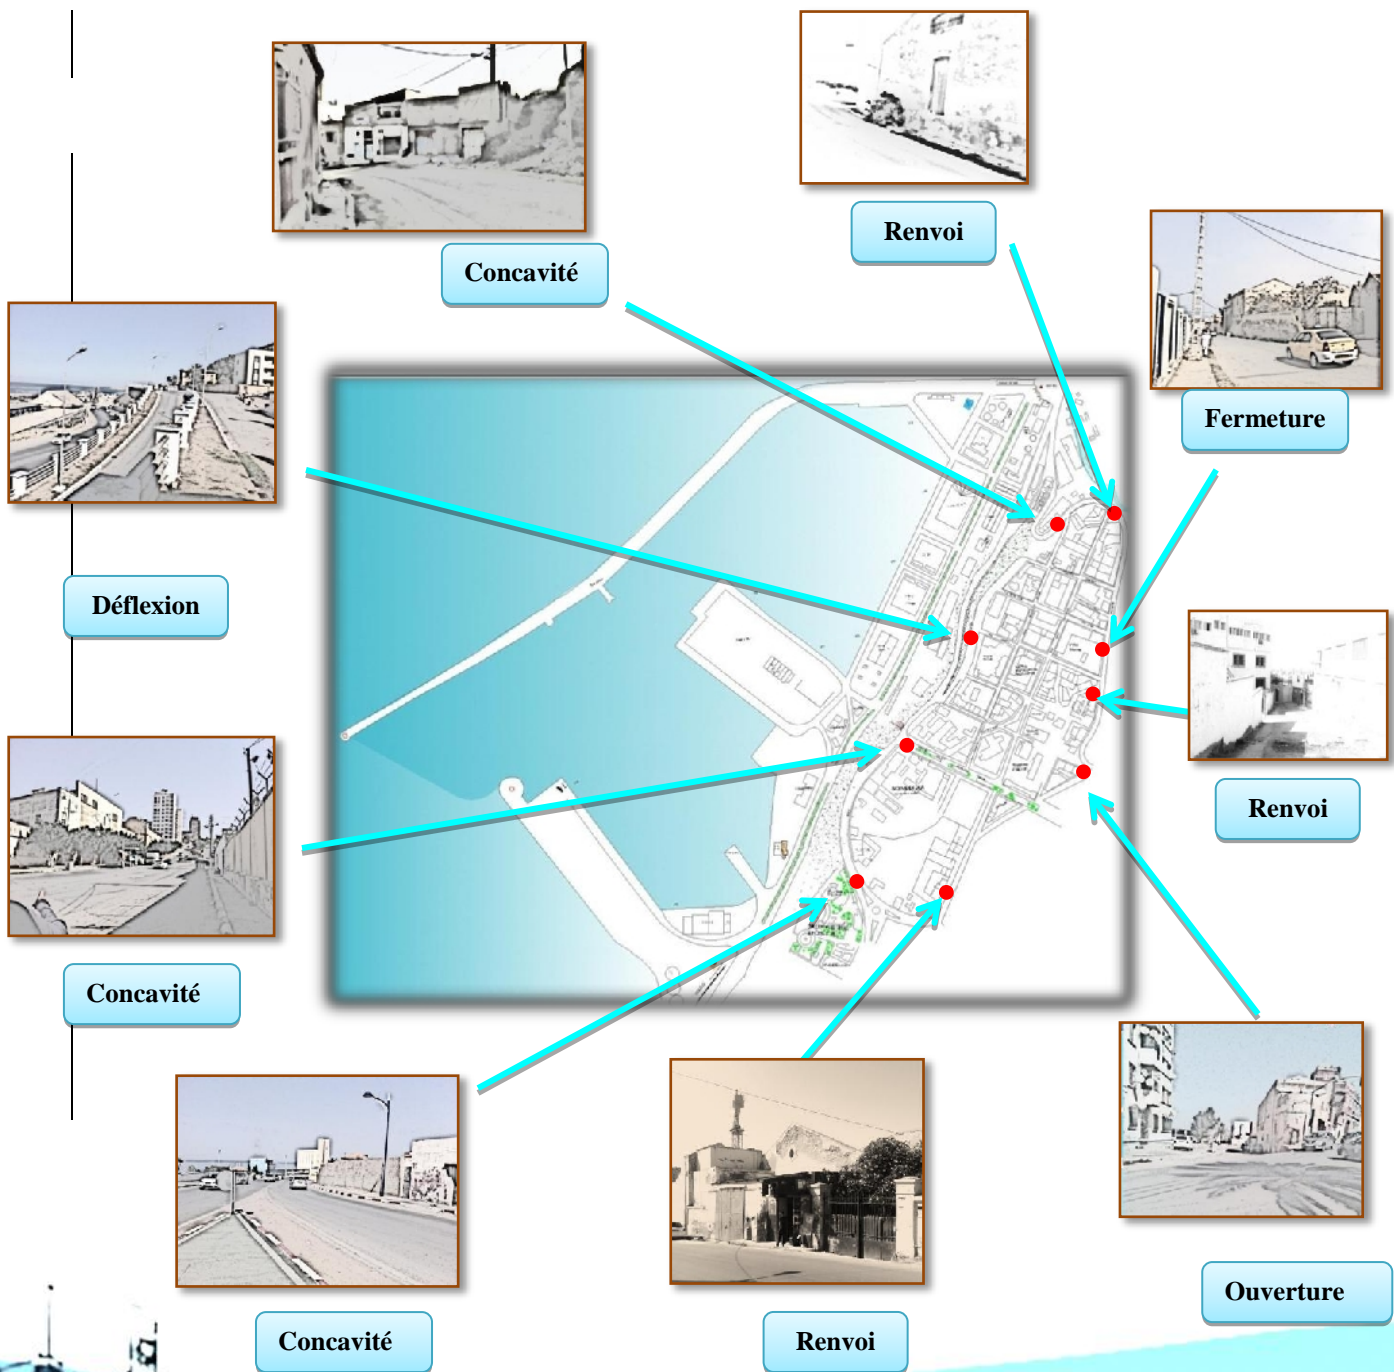 Renvoi
Concavité
Fermeture
Déflexion
Renvoi
Concavité
Ouverture
Concavité
Renvoi